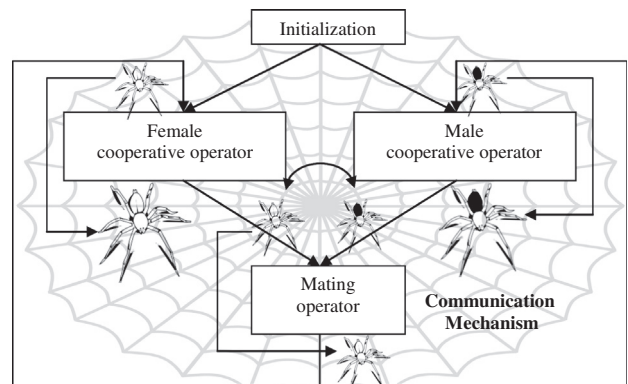 Initialization
Female
cooperative operator
Male
cooperative operator
Mating
operator
Communication
Mechanism